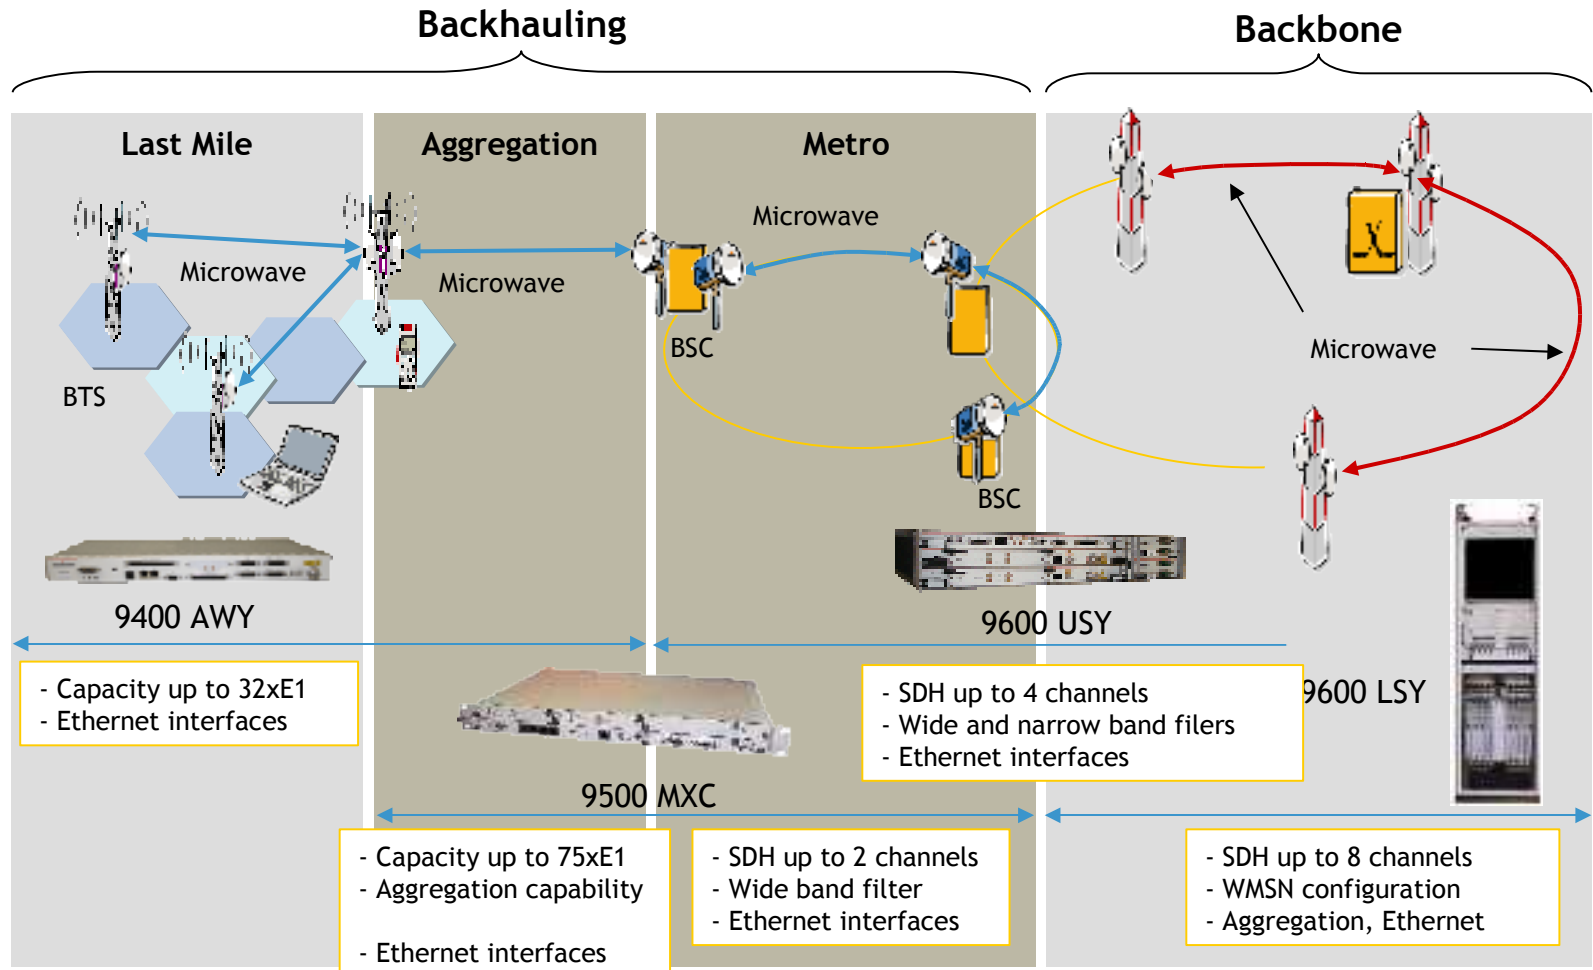 Backhauling
Backbone
Last Mile
Aggregation
Metro
Microwave
Microwave
Microwave
BSC
Microwave
BTS
BSC
9400 AWY
9600 USY
- Capacity up to 32xE1
- Ethernet interfaces
- SDH up to 4 channels
- Wide and narrow band filers
- Ethernet interfaces
9600 LSY
9500 MXC
- Capacity up to 75xE1
- Aggregation capability
- Ethernet interfaces
- SDH up to 2 channels
- Wide band filter
- Ethernet interfaces
- SDH up to 8 channels
- WMSN configuration
- Aggregation, Ethernet